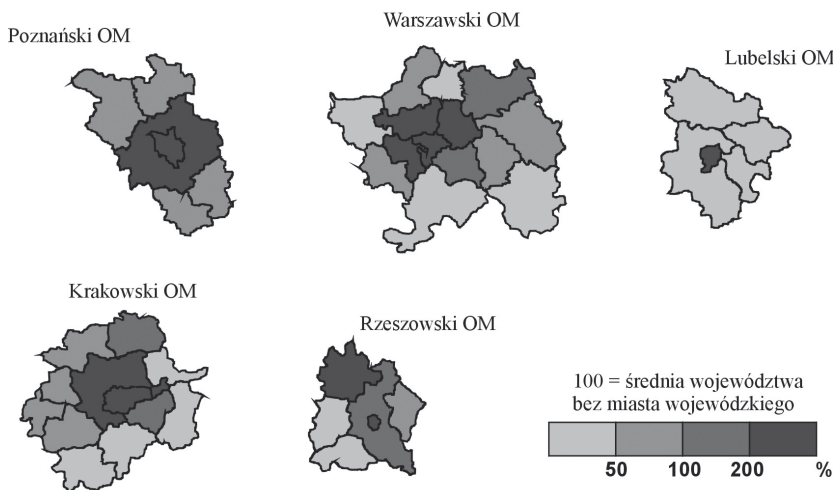 Poznański OM
Warszawski OM
Lubelski OM
Krakowski OM
Rzeszowski OM
100 = średnia województwa
bez miasta wojewódzkiego
50 100 200 %